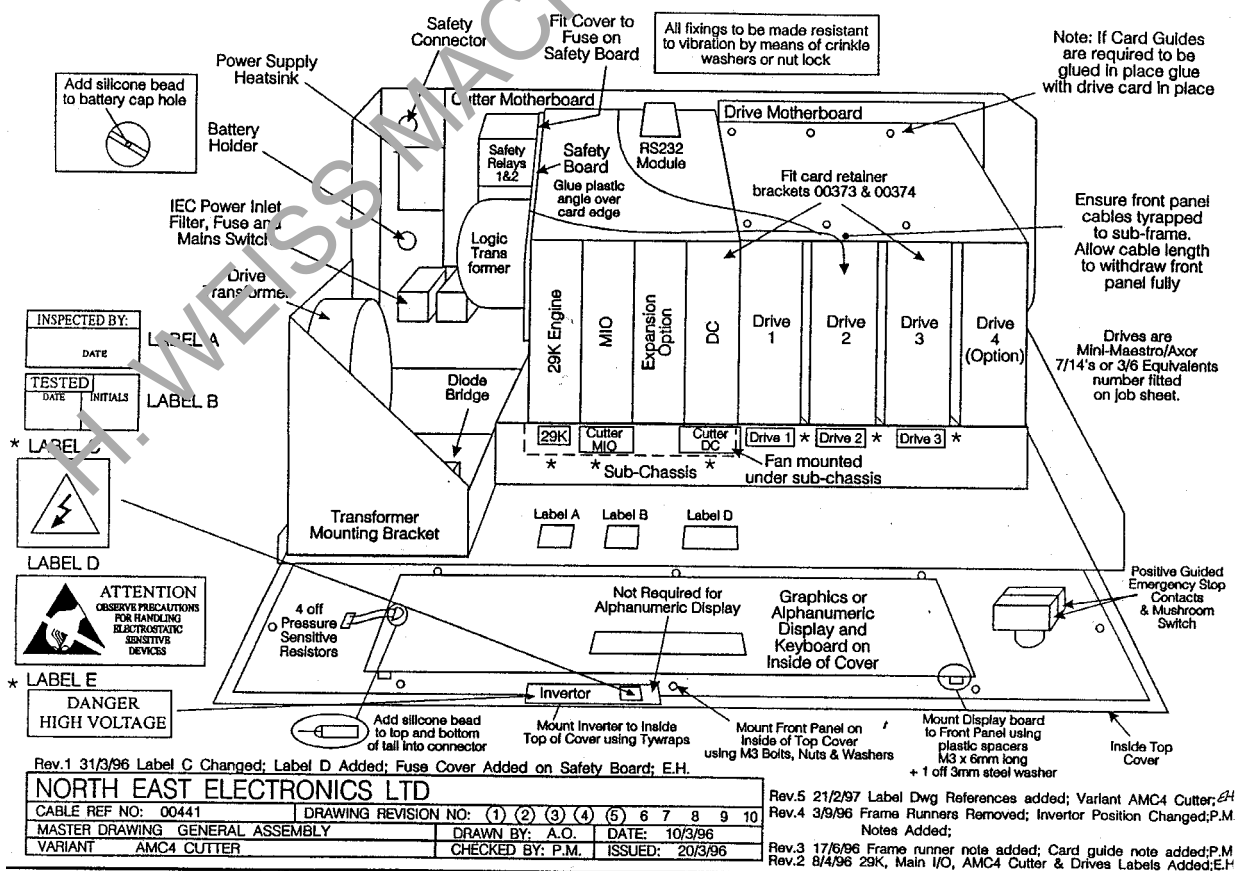 Safety
Connector
Fit Cover to
Fuse on
Safety Board
All fixings to be made resistant
to vibration by means of crinkle
washers or nut lock
Note: If Card Guides
are required to be
glued in place glue
with drive card in place
Power Supply
Heatsink
Add silicone bead
to battery cap hole
Battery
Holder
Cutter Motherboard
Drive Motherboard
Safety
Relays
1&2
Safety
Board
RS232
Module
Glue plastic
angle over
card edge
Fit card retainer
brackets 00373 & 00374
IEC Power Inlet
Filter, Fuse and
Mains Switch
Logic
Trans
former
Ensure front panel
cables tyrapped
to sub-frame.
Allow cable length
to withdraw front
panel fully
Drive
Transformer
29K Engine
MIO
Expansion
Option
DC
Drive
1
Drive
2
Drive
3
Drive
4
(Option)
Drives are
Mini-Maestro/Axor
7/14's or 3/6 Equivalents
number fitted
on job sheet.
INSPECTED BY:
DATE
LABEL A
TESTED
DATE INITIALS
LABEL B
* LABEL C
Diode
Bridge
29K
Cutter
MIO
Cutter
DC
Drive 1 * Drive 2 * Drive 3 *
* * *
Sub-Chassis
Fan mounted
under sub-chassis
Transformer
Mounting Bracket
Label A Label B Label D
LABEL D
ATTENTION
OBSERVE PRECAUTIONS
FOR HANDLING
ELECTROSTATIC
SENSITIVE
DEVICES
* LABEL E
DANGER
HIGH VOLTAGE
4 off
Pressure
Sensitive
Resistors
Not Required for
Alphanumeric Display
Graphics or
Alphanumeric
Display and
Keyboard on
Inside of Cover
Positive Guided
Emergency Stop
Contacts
& Mushroom
Switch
Invertor
Add silicone bead
to top and bottom
of tail into connector
Mount Inverter to Inside
Top of Cover using Tywraps
Mount Front Panel on
Inside of Top Cover
using M3 Bolts, Nuts & Washers
Mount Display board
to Front Panel using
plastic spacers
M3 x 6mm long
+ 1 off 3mm steel washer
Inside Top
Cover
Rev.1 31/3/96 Label C Changed; Label D Added; Fuse Cover Added on Safety Board; E.H.
NORTH EAST ELECTRONICS LTD
CABLE REF NO: 00441 DRAWING REVISION NO: 1 2 3 4 5 6 7 8 9 10
MASTER DRAWING GENERAL ASSEMBLY DRAWN BY: A.O. DATE: 10/3/96
VARIANT AMC4 CUTTER CHECKED BY: P.M. ISSUED: 20/3/96
Rev.5 21/2/97 Label Dwg References added; Variant AMC4 Cutter; EH
Rev.4 3/9/96 Frame Runners Removed; Invertor Position Changed;P.M.
Notes Added;
Rev.3 17/6/96 Frame runner note added; Card guide note added;P.M
Rev.2 8/4/96 29K, Main I/O, AMC4 Cutter & Drives Labels Added;E.H